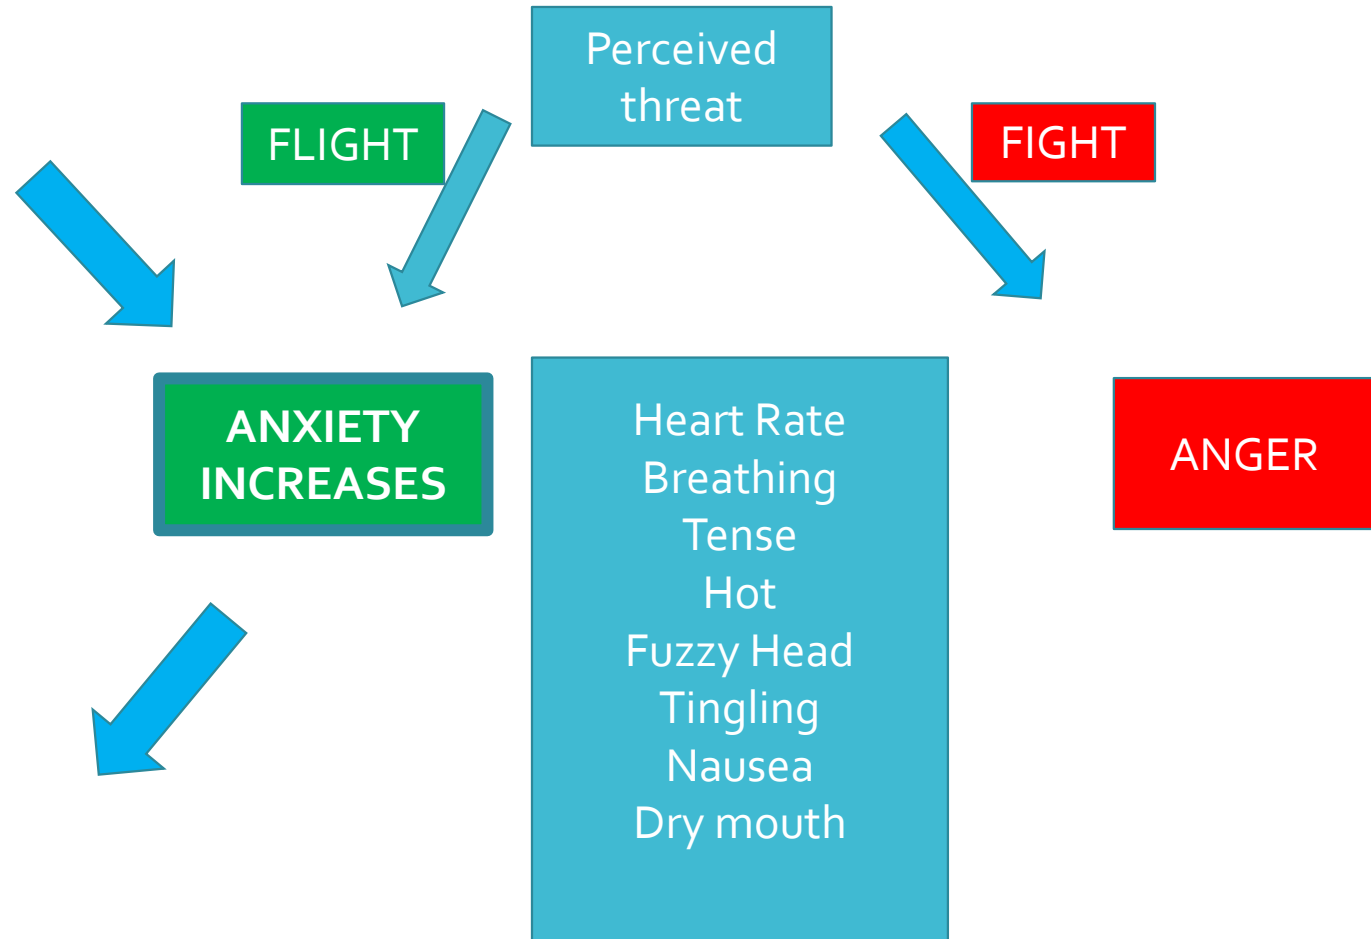 Perceived
threat
FLIGHT
FIGHT
ANXIETY
INCREASES
Heart Rate
Breathing
Tense
Hot
Fuzzy Head
Tingling
Nausea
Dry mouth
ANGER